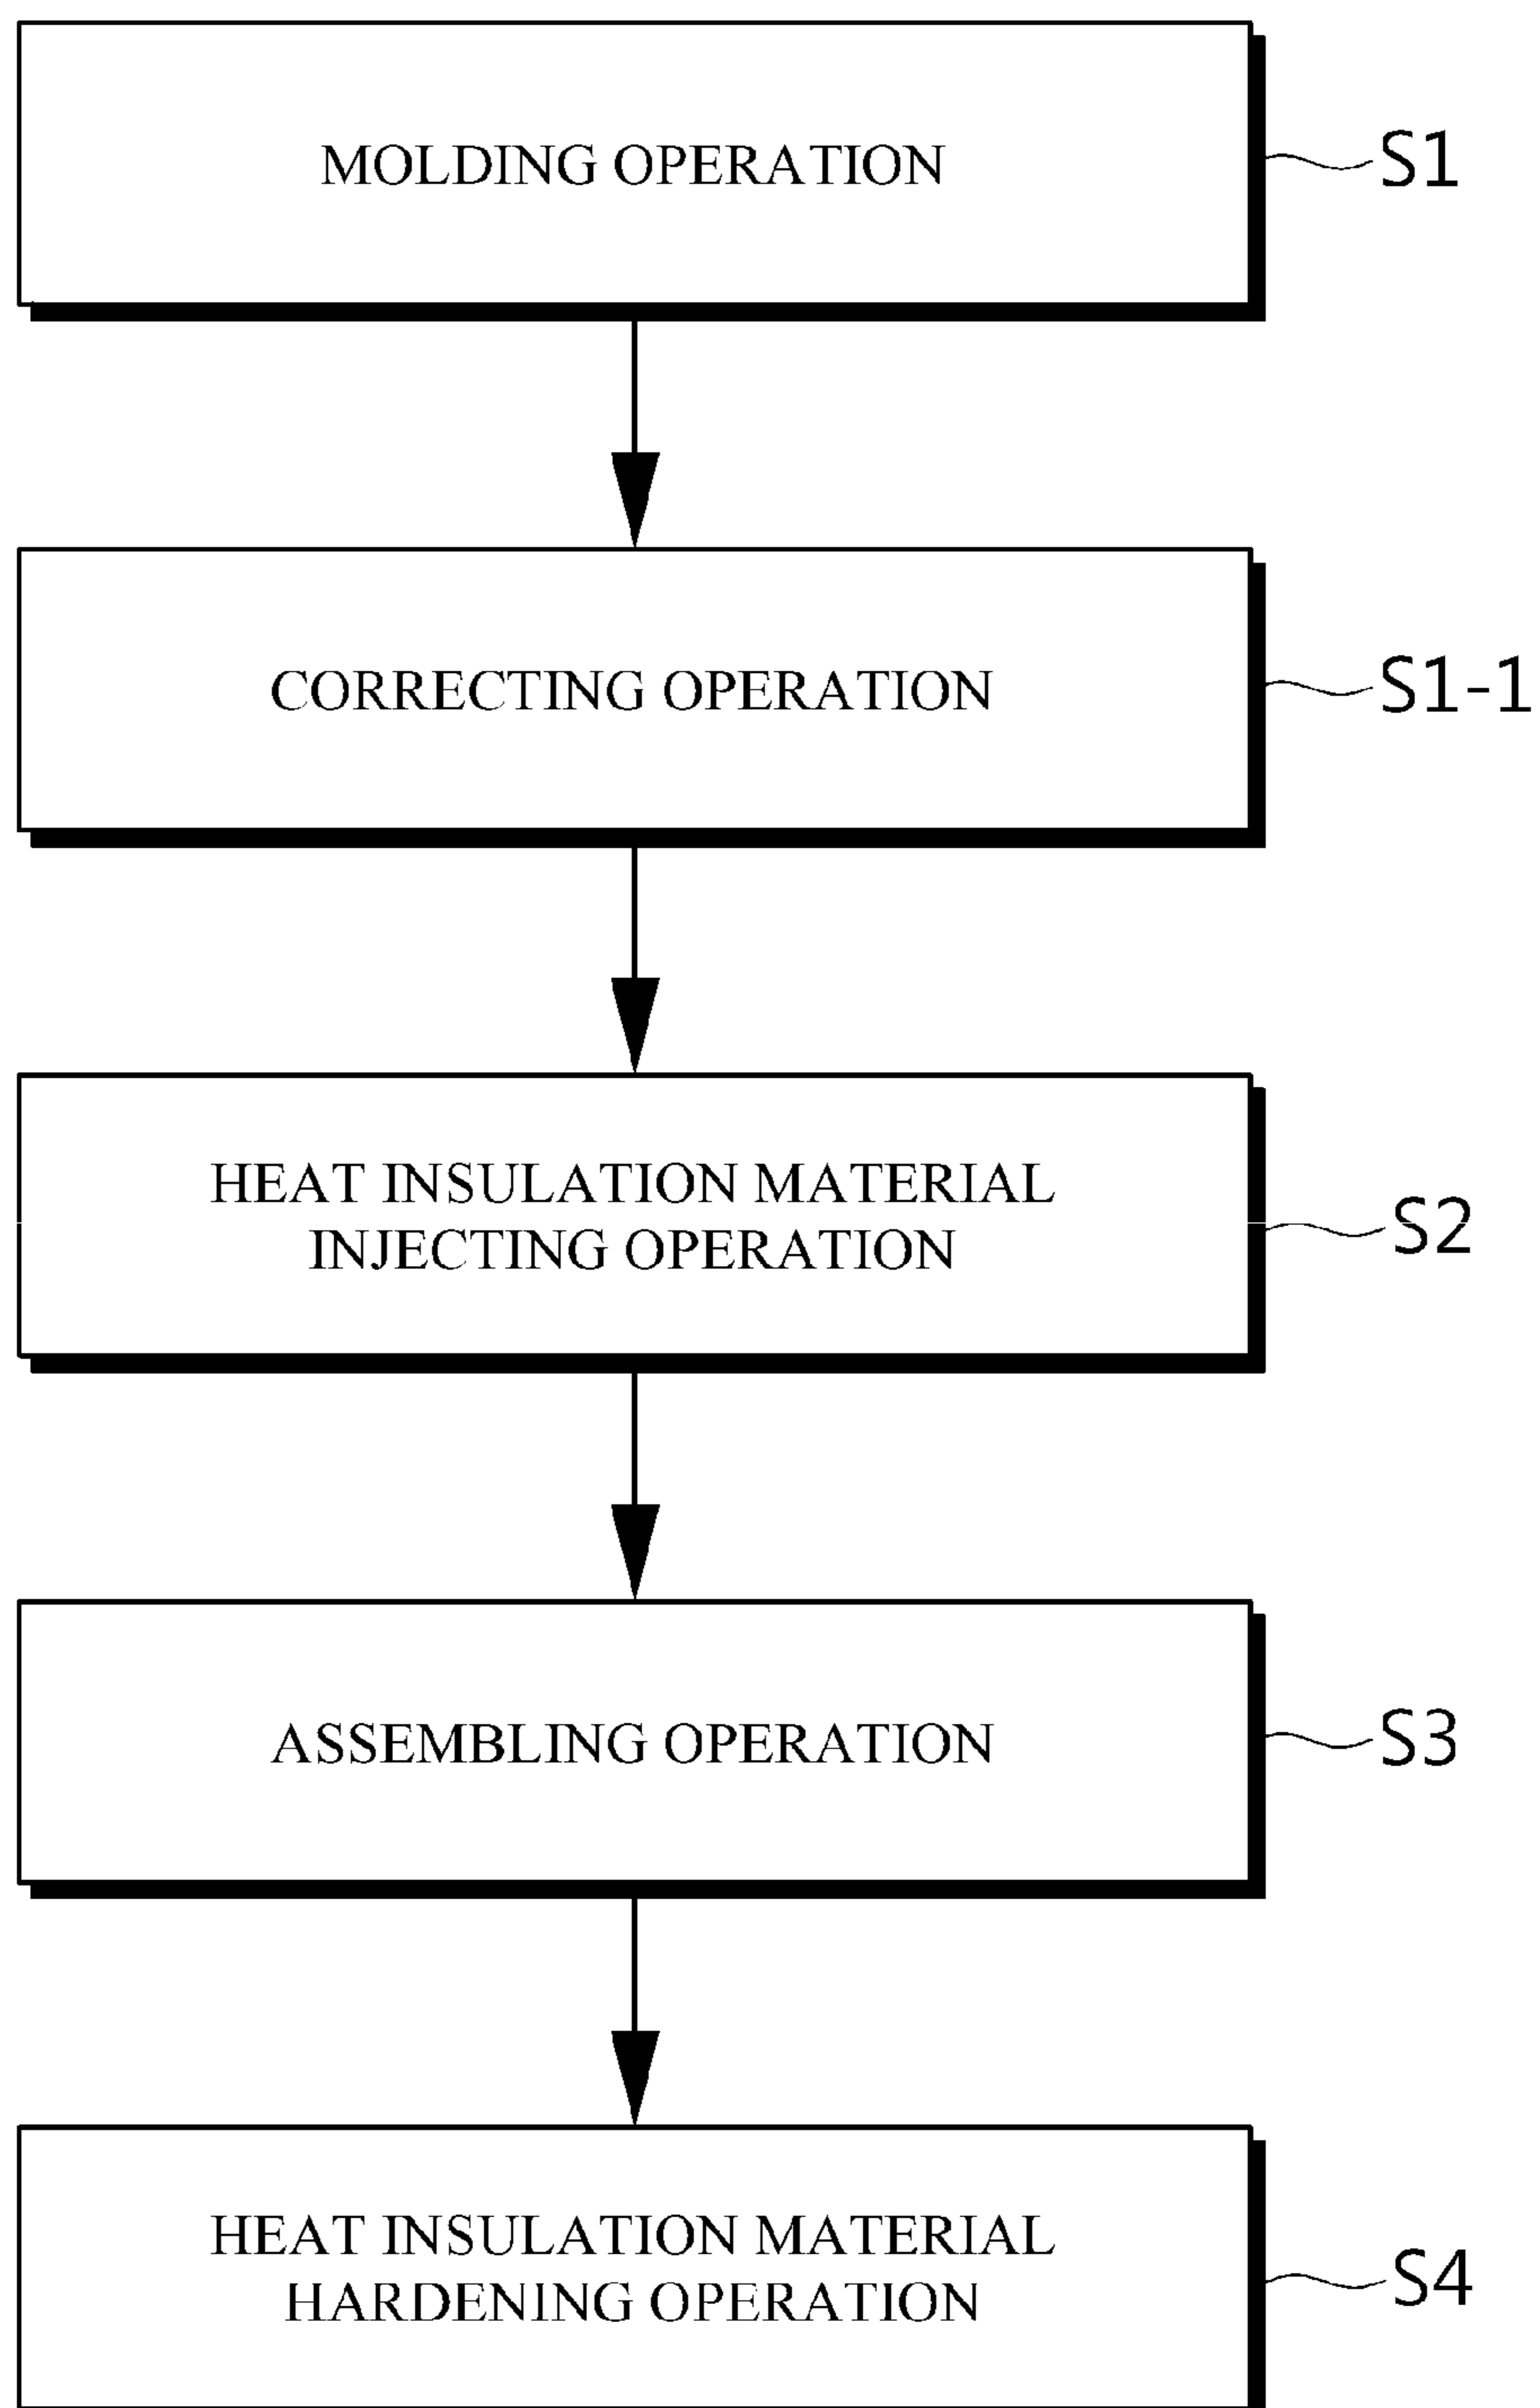 MOLDING OPERATION
S1
CORRECTING OPERATION
S1-1
HEAT INSULATION MATERIAL
INJECTING OPERATION
S2
ASSEMBLING OPERATION
S3
HEAT INSULATION MATERIAL
HARDENING OPERATION
S4